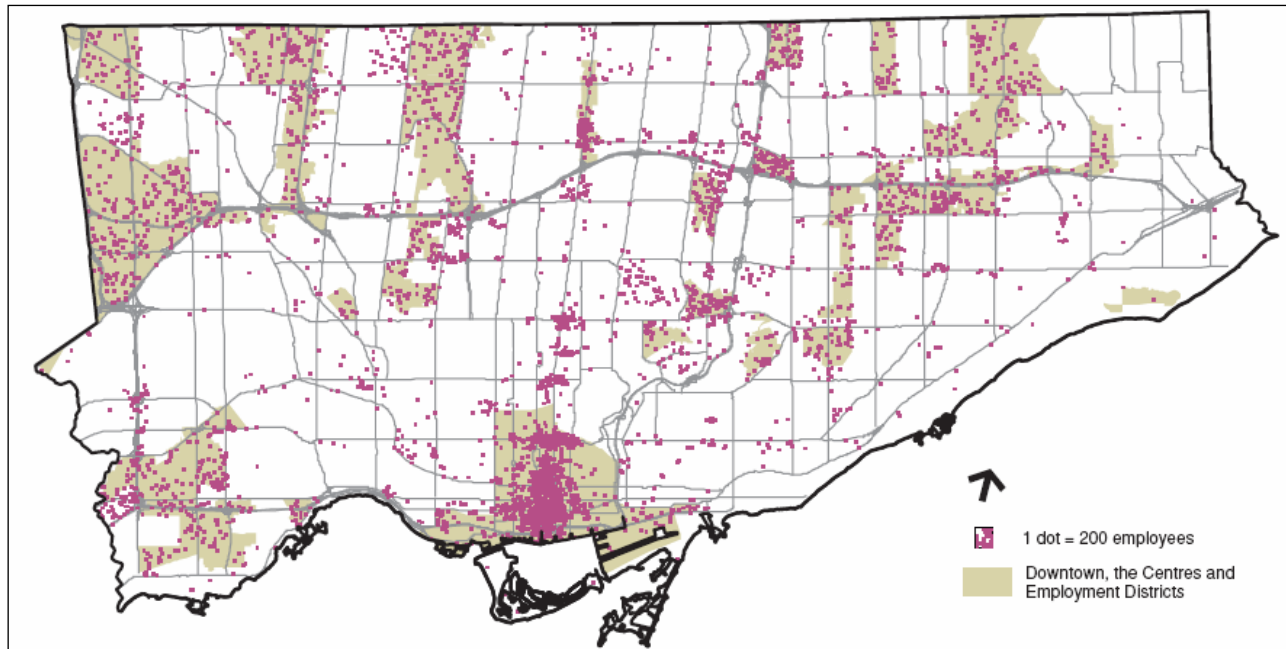 1 dot = 200 employees
Downtown, the Centres and
Employment Districts